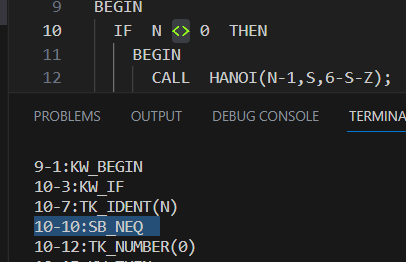 9 BEGIN
10 IF N <> 0 THEN
11 BEGIN
12 CALL HANOI(N-1,S,6-S-Z);
PROBLEMS OUTPUT DEBUG CONSOLE TERMINA
9-1:KW_BEGIN
10-3:KW_IF
10-7:TK_IDENT(N)
10-10:SB_NEQ
10-12:TK_NUMBER(0)